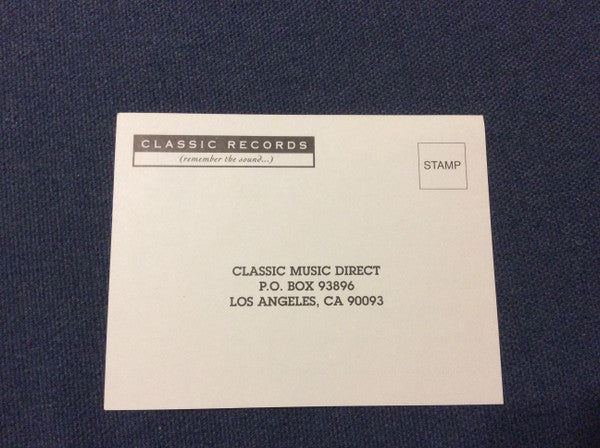 CLASSIC RECORDS
(remember the sound...)
STAMP
CLASSIC MUSIC DIRECT
P.O. BOX 93896
LOS ANGELES, CA 90093